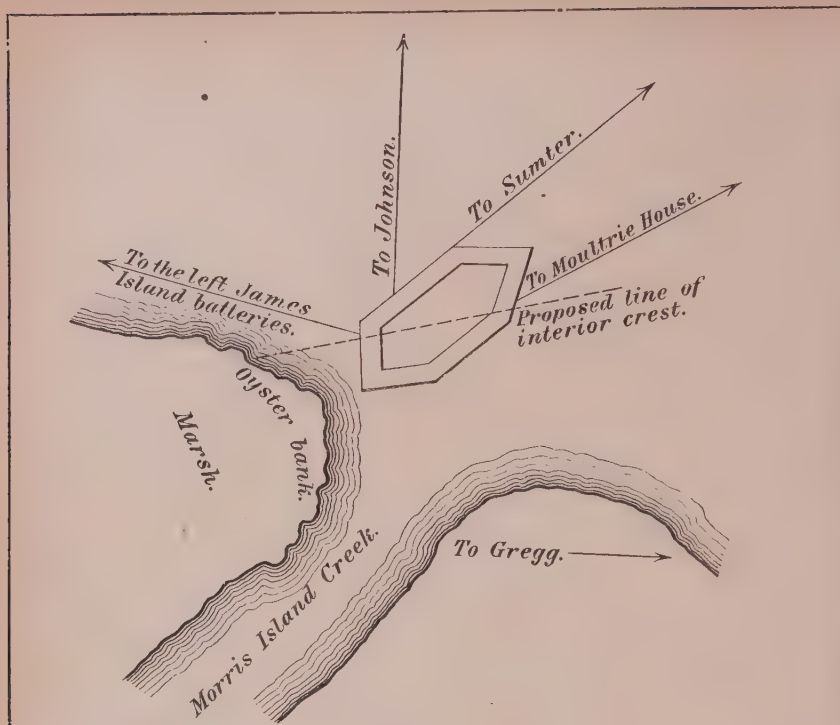 To Johnson.
To Sumter.
To Moultrie House.
To the left James
Island batteries.
Proposed line of
interior crest.
Oyster bank.
Marsh.
To Gregg.
Morris Island Creek.